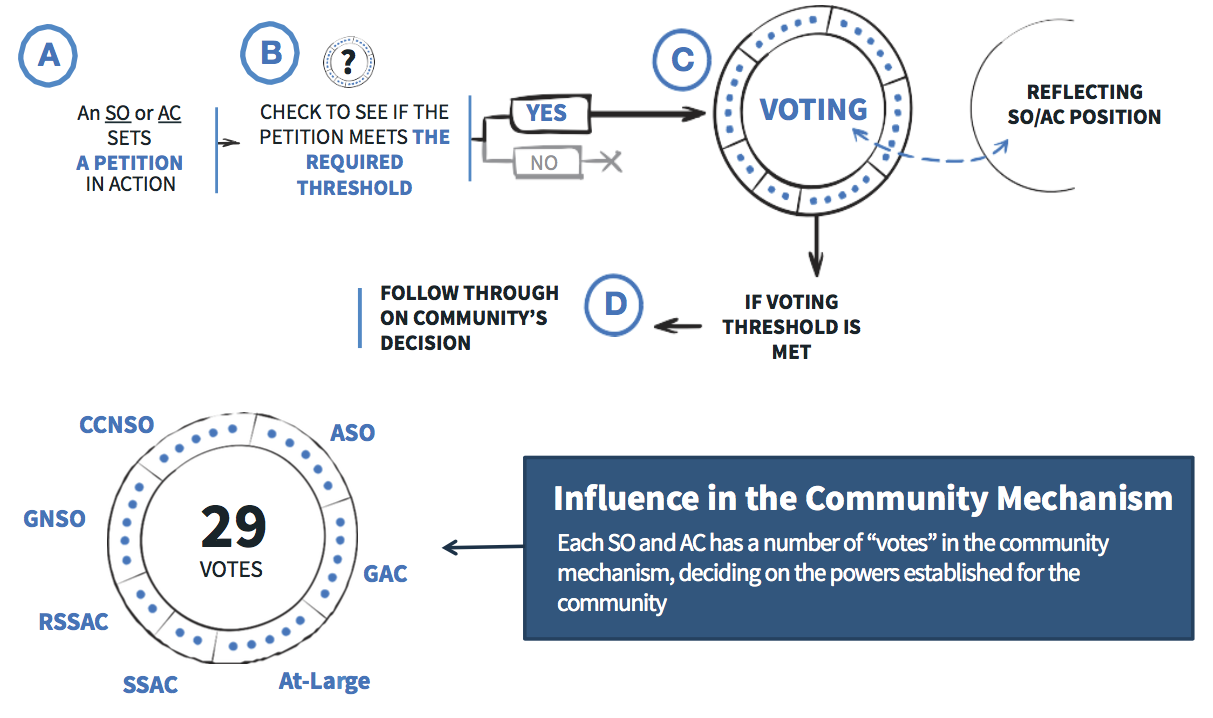 A
An SO or AC
SETS
A PETITION
IN ACTION
B
?
CHECK TO SEE IF THE
PETITION MEETS THE
REQUIRED
THRESHOLD
YES
NO
C
VOTING
REFLECTING
SO/AC POSITION
IF VOTING
THRESHOLD IS
MET
D
FOLLOW THROUGH
ON COMMUNITY’S
DECISION
CCNSO
ASO
GNSO
29
VOTES
GAC
RSSAC
SSAC
At-Large
Influence in the Community Mechanism
Each SO and AC has a number of “votes” in the community
mechanism, deciding on the powers established for the
community